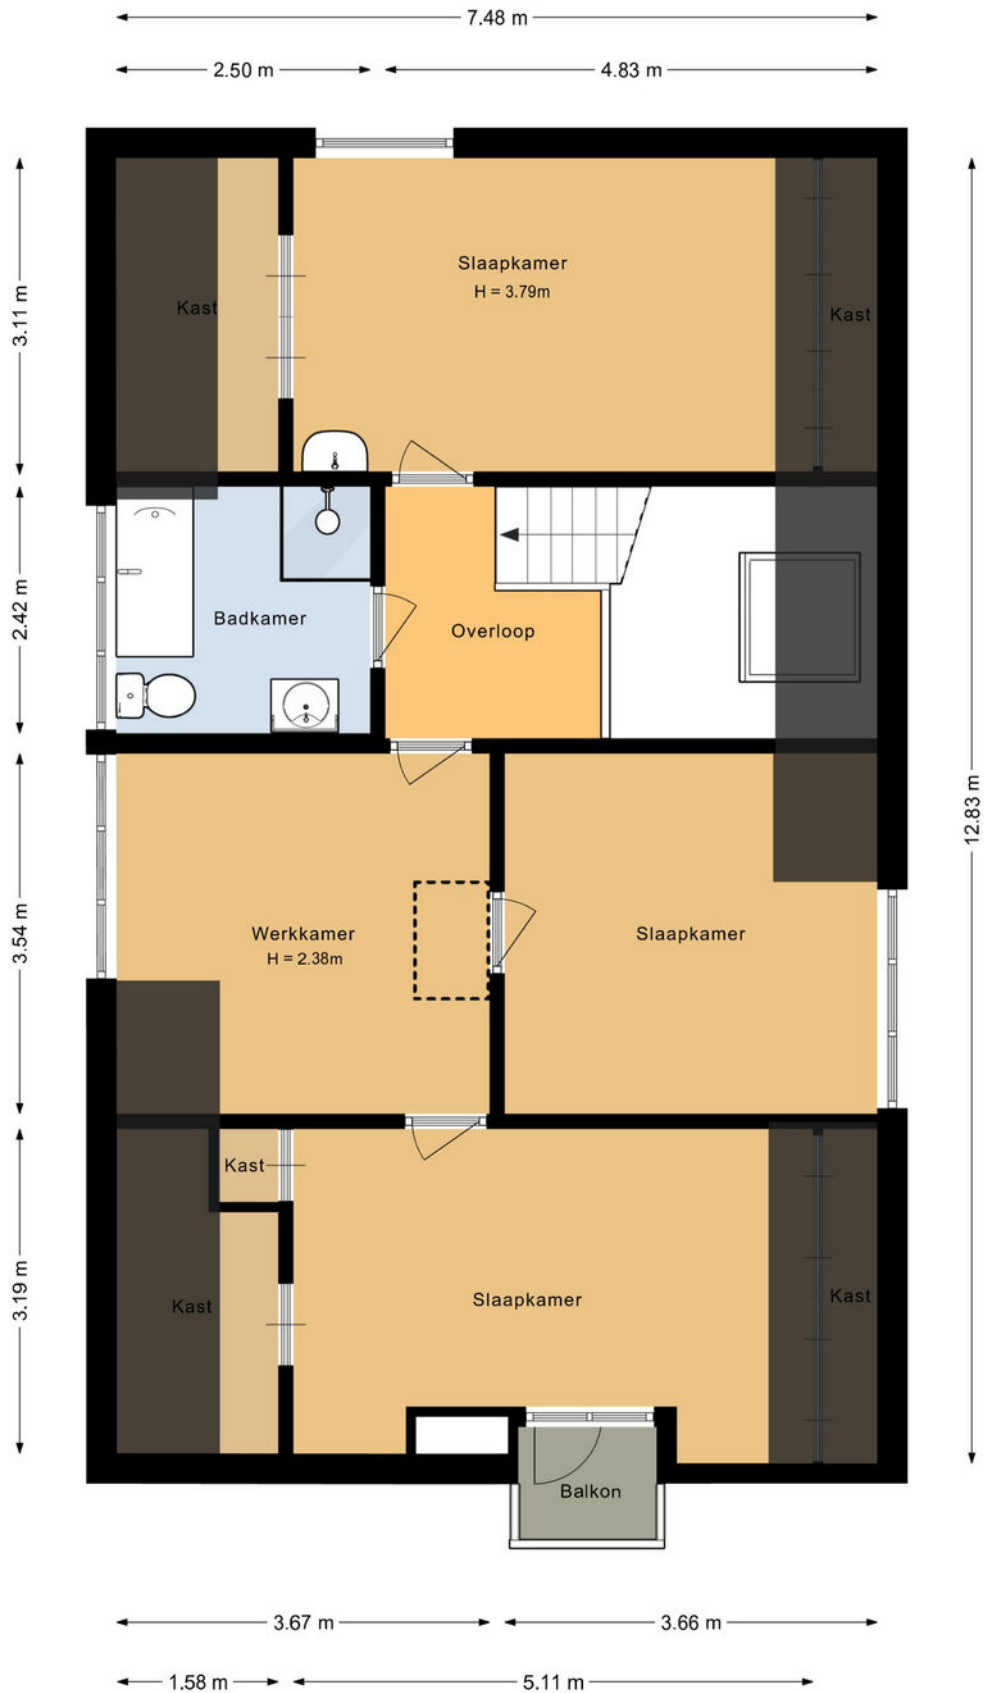 7.48 m
2.50 m
4.83 m
3.11 m
Slaapkamer
H = 3.79m
Kast
Kast
2.42 m
Badkamer
Overloop
12.83 m
3.54 m
Werkkamer
H = 2.38m
Slaapkamer
Kast
3.19 m
Kast
Slaapkamer
Kast
Balkon
3.67 m
3.66 m
1.58 m
5.11 m